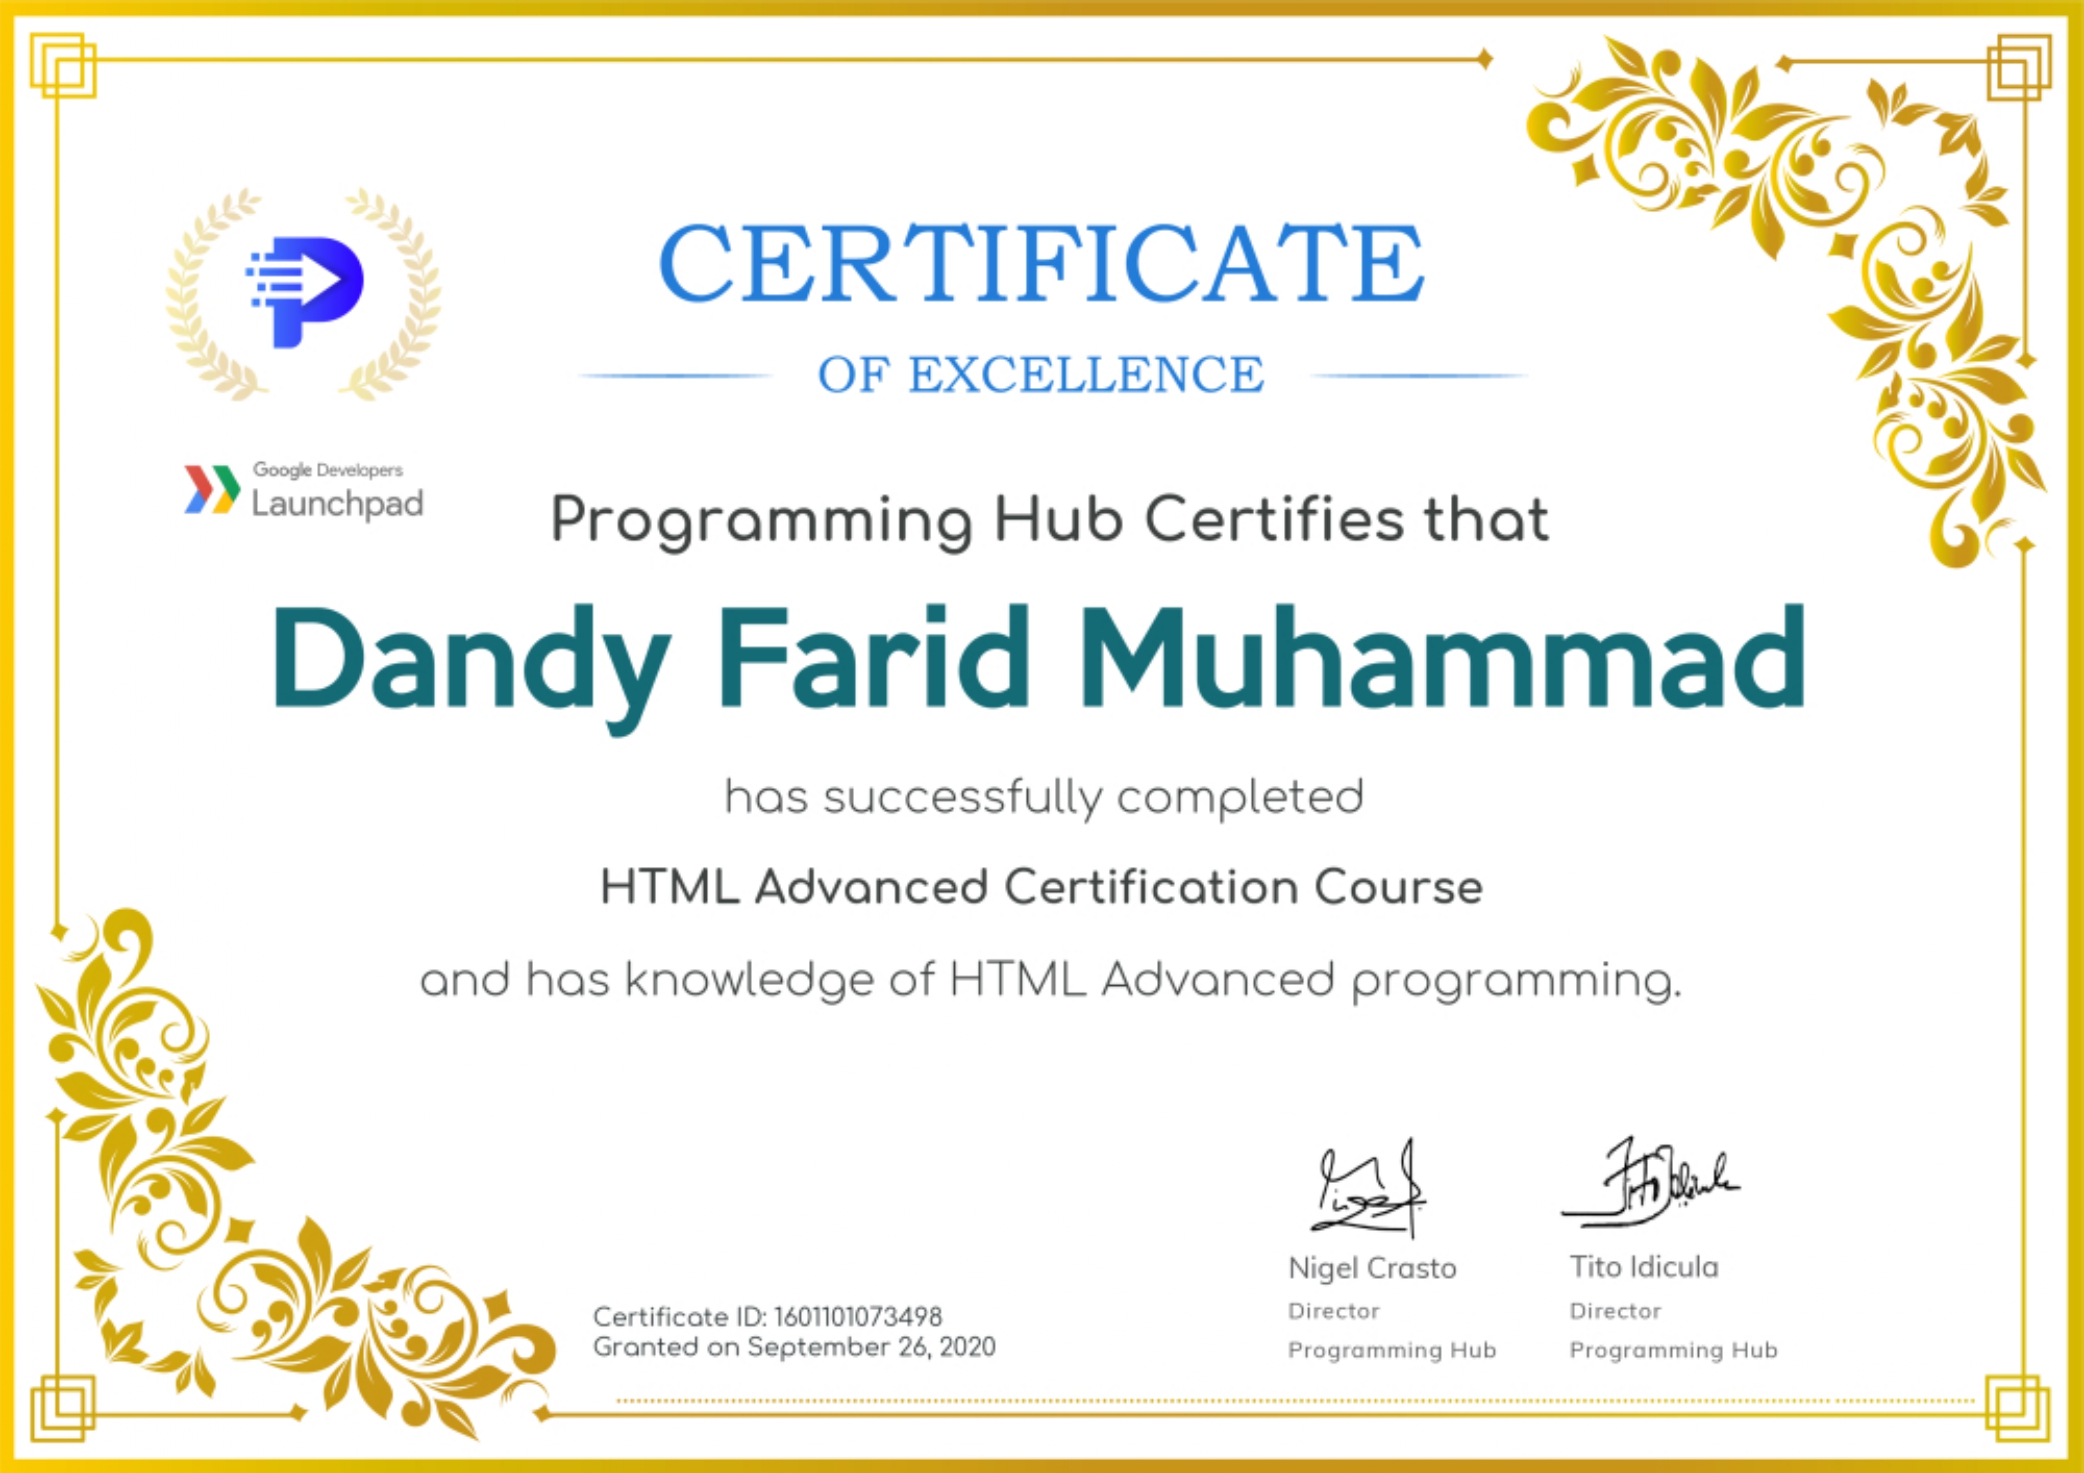 CERTIFICATE
OF EXCELLENCE
Google Developers
Launchpad
Programming Hub Certifies that
Dandy Farid Muhammad
has successfully completed
HTML Advanced Certification Course
and has knowledge of HTML Advanced programming.
Certificate ID: 1601101073498
Granted on September 26, 2020
Nigel Crasto
Director
Programming Hub
Tito Idicula
Director
Programming Hub